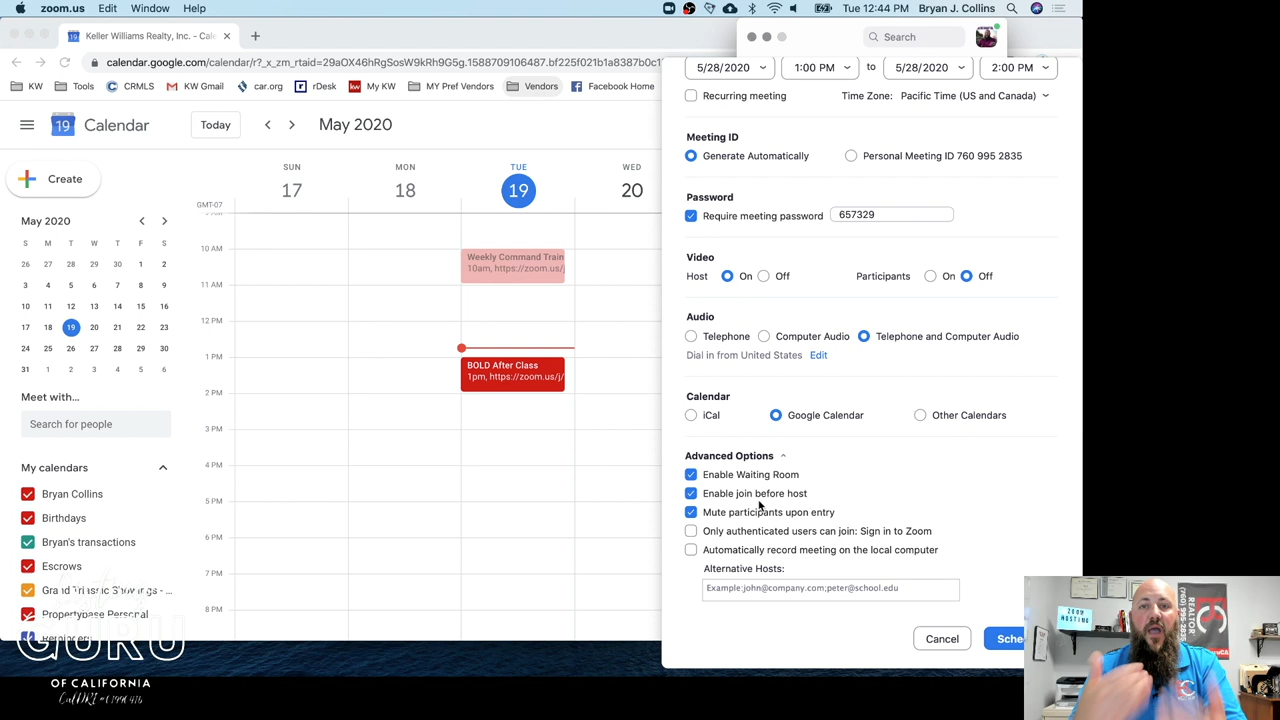 zoom.us Edit Window Help
Tue 12:44 PM Bryan J. Collins
Keller Williams Realty, Inc. - Cale
calendar.google.com/calendar/r?_x_zm_rtaid=
KW Tools CRMLS KW Gmail car.org rDesk My KW MY Pref Vendors Vendors Facebook Home
Search
19 Calendar Today May 2020
Create
May 2020
S M T W T F S
26 27 28 29 30 1 2
3 4 5 6 7 8 9
10 11 12 13 14 15 16
17 18 19 20 21 22 23
24 25 26 27 28 29 30
31 1 2 3 4 5 6
Meet with...
Search for people
My calendars
Bryan Collins
Birthdays
Bryan's transactions
Escrows
Propertybase Personal
Reminders
GURU
OF CALIFORNIA
SUN MON TUE WED
17 18 19 20
GMT-07
10 AM
11 AM
12 PM
1 PM
2 PM
3 PM
4 PM
5 PM
6 PM
7 PM
8 PM
Weekly Command Train
10am, https://zoom.us/j
BOLD After Class
1pm, https://zoom.us/j/
5/28/2020 1:00 PM to 5/28/2020 2:00 PM
Recurring meeting Time Zone: Pacific Time (US and Canada)
Meeting ID
Generate Automatically Personal Meeting ID 760 995 2835
Password
Require meeting password 657329
Video
Host On Off Participants On Off
Audio
Telephone Computer Audio Telephone and Computer Audio
Dial in from United States Edit
Calendar
iCal Google Calendar Other Calendars
Advanced Options
Enable Waiting Room
Enable join before host
Mute participants upon entry
Only authenticated users can join: Sign in to Zoom
Automatically record meeting on the local computer
Alternative Hosts:
Example:john@company.com;peter@school.edu
Cancel Sche
ZOOM
HOSTING
REALTOR